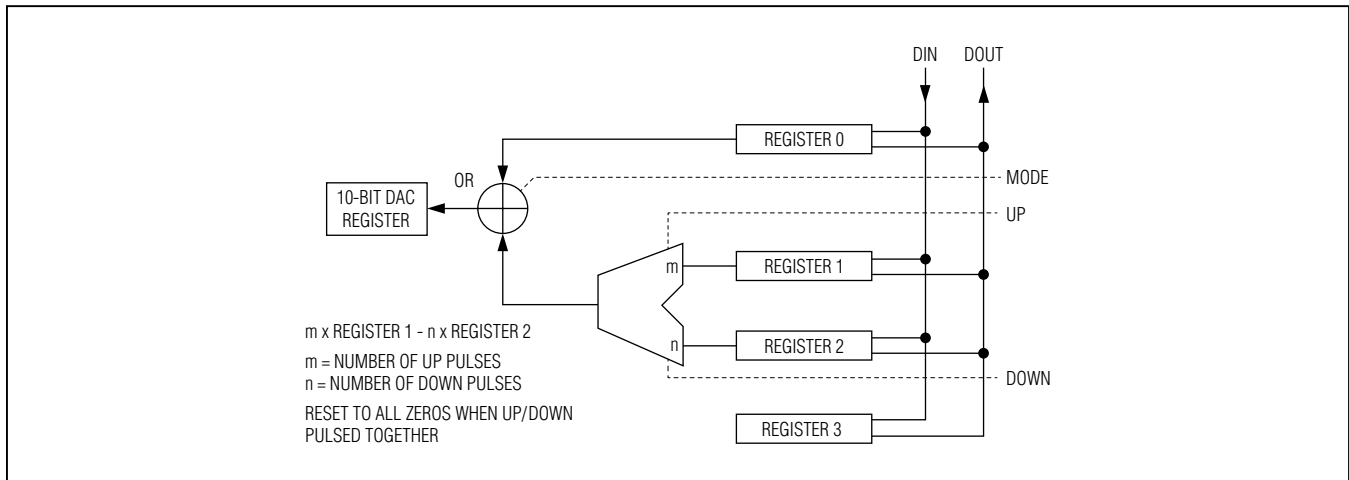 DIN DOUT
REGISTER 0
MODE
OR
10-BIT DAC
REGISTER
UP
m
REGISTER 1
m x REGISTER 1 - n x REGISTER 2
n
REGISTER 2
m = NUMBER OF UP PULSES
n = NUMBER OF DOWN PULSES
DOWN
RESET TO ALL ZEROS WHEN UP/DOWN
PULSED TOGETHER
REGISTER 3